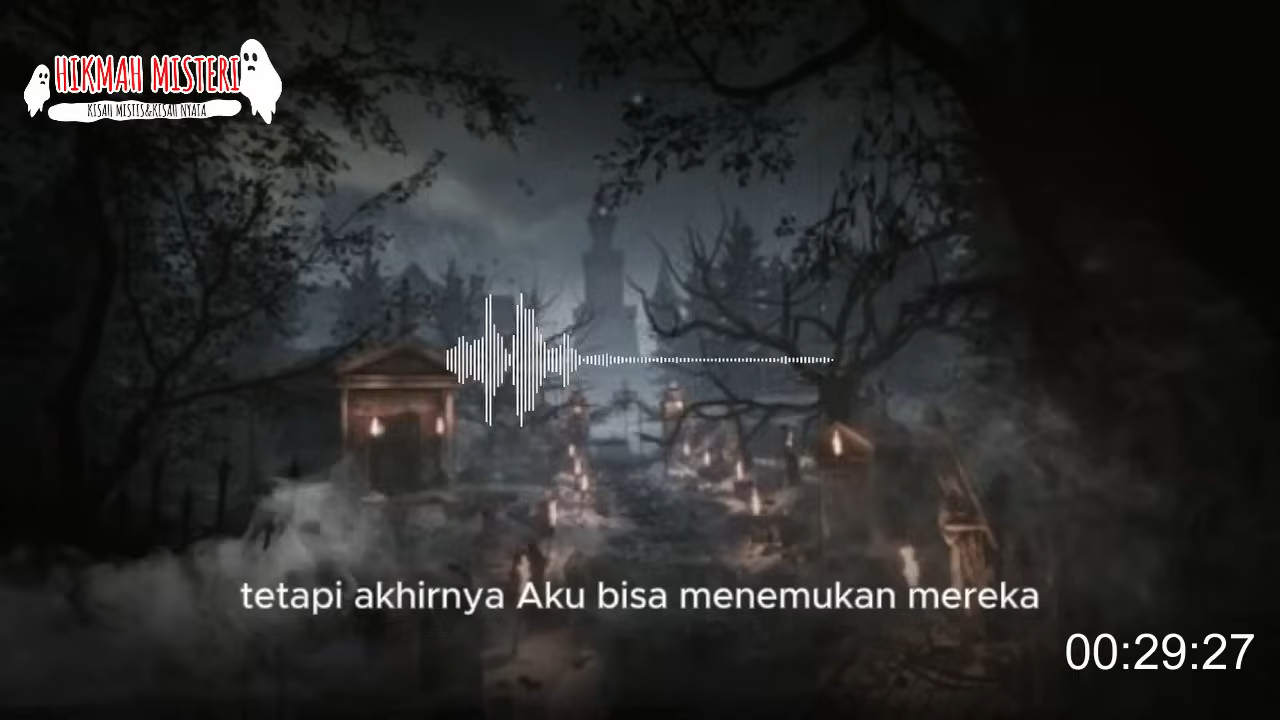 HIKMAH MISTERI
KISAH MISTIS&KISAH NYATA
tetapi akhirnya Aku bisa menemukan mereka
00:29:27